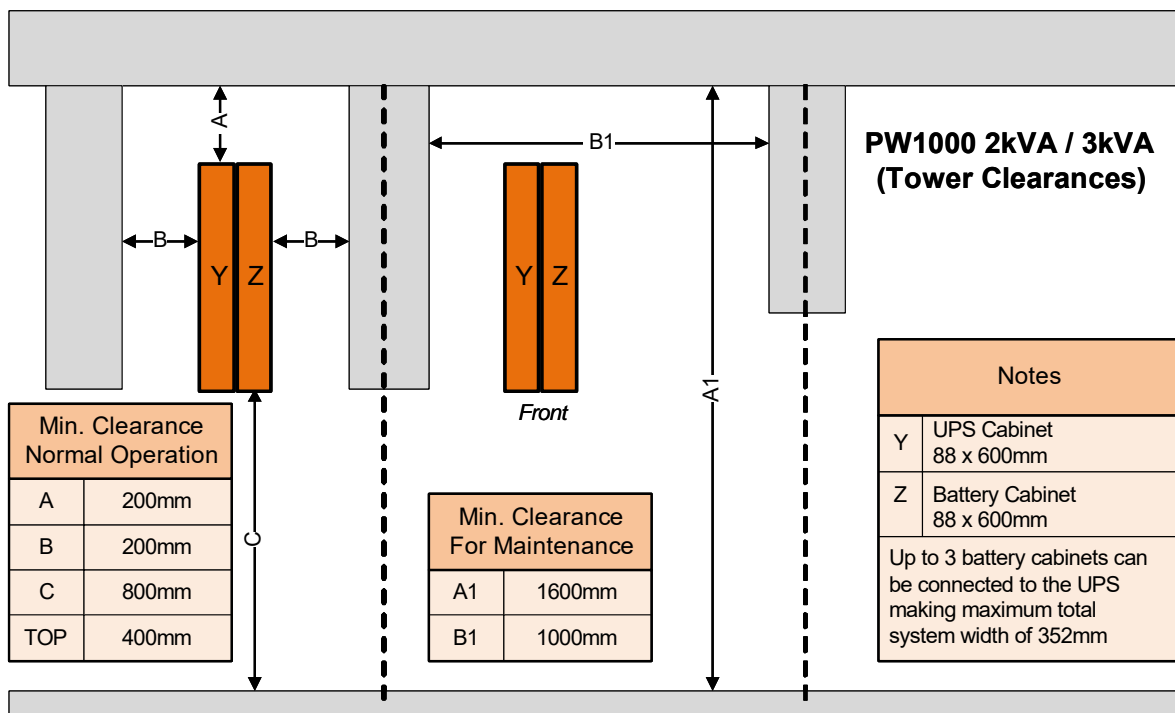 A
B1
PW1000 2kVA / 3kVA
(Tower Clearances)
B
Y
Z
B
Y
Z
A1
Front
C
Min. Clearance
Normal Operation
A 200mm
B 200mm
C 800mm
TOP 400mm
Min. Clearance
For Maintenance
A1 1600mm
B1 1000mm
Notes
Y UPS Cabinet
88 x 600mm
Z Battery Cabinet
88 x 600mm
Up to 3 battery cabinets can
be connected to the UPS
making maximum total
system width of 352mm